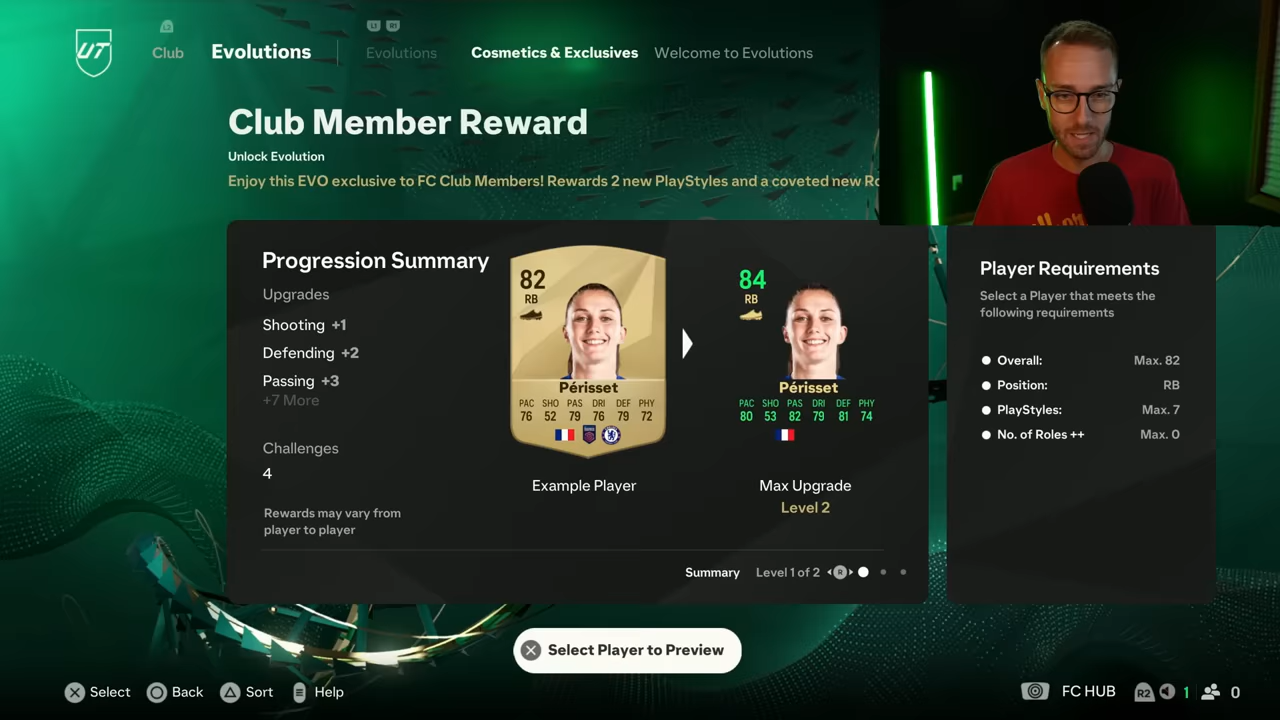 UT
L2
Club
Evolutions
L1 R1
Evolutions
Cosmetics & Exclusives
Welcome to Evolutions
Club Member Reward
Unlock Evolution
Enjoy this EVO exclusive to FC Club Members! Rewards 2 new PlayStyles and a coveted new Ro
Progression Summary
Upgrades
Shooting +1
Defending +2
Passing +3
+7 More
Challenges
4
Rewards may vary from
player to player
82
RB
Périsset
PAC SHO PAS DRI DEF PHY
76 52 79 76 79 72
Example Player
84
RB
Périsset
PAC SHO PAS DRI DEF PHY
80 53 82 79 81 74
Max Upgrade
Level 2
Summary Level 1 of 2 R
Player Requirements
Select a Player that meets the
following requirements
Overall: Max. 82
Position: RB
PlayStyles: Max. 7
No. of Roles ++ Max. 0
Select Player to Preview
Select Back Sort Help
FC HUB R2 1 0